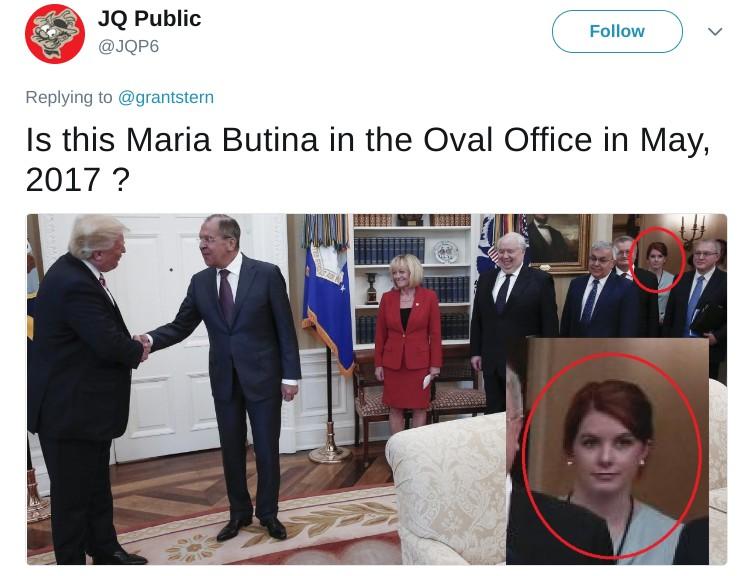 JQ Public
@JQP6
Follow
Replying to @grantstern
Is this Maria Butina in the Oval Office in May,
2017 ?